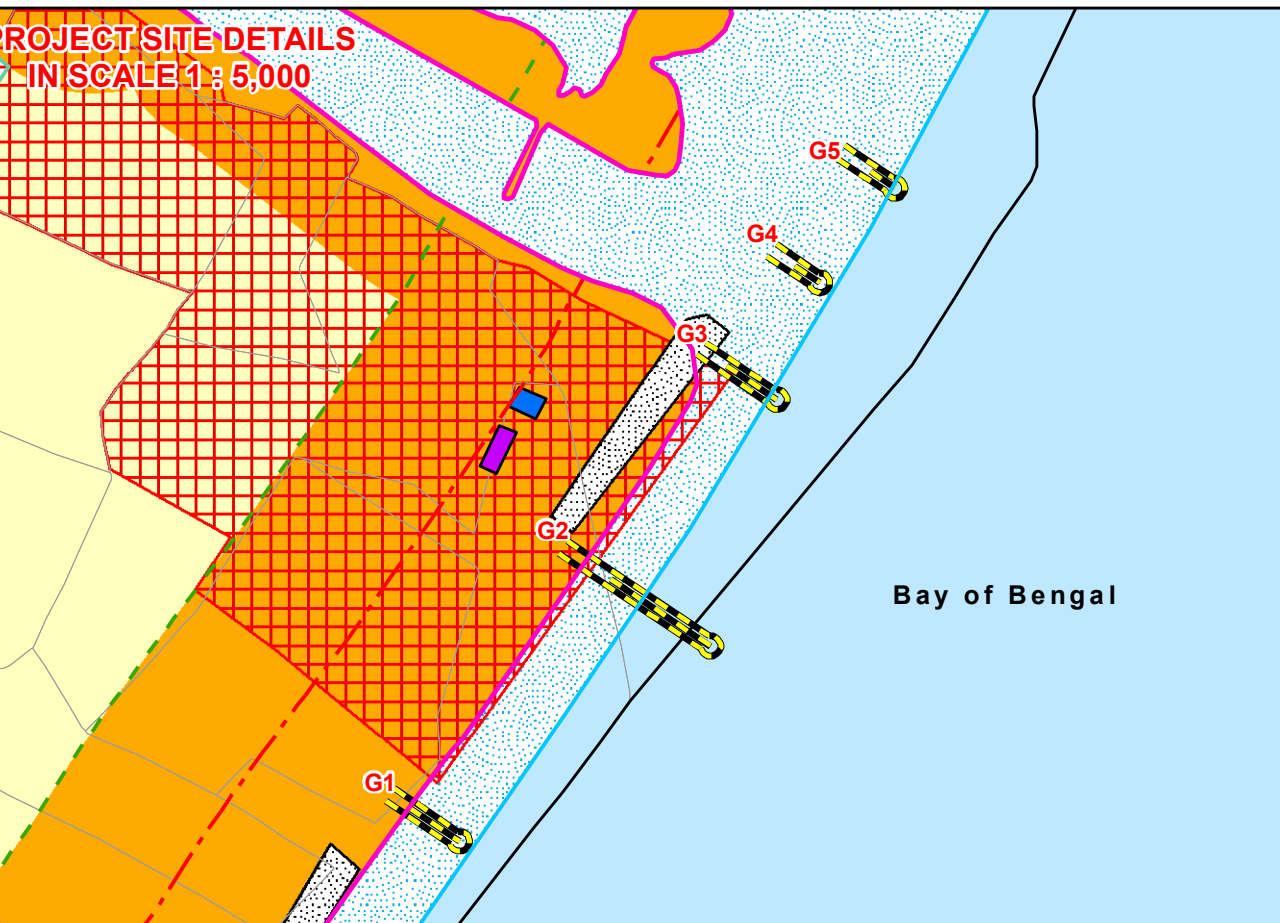 PROJECT SITE DETAILS
IN SCALE 1 : 5,000
G5
G4
G3
G2
Bay of Bengal
G1